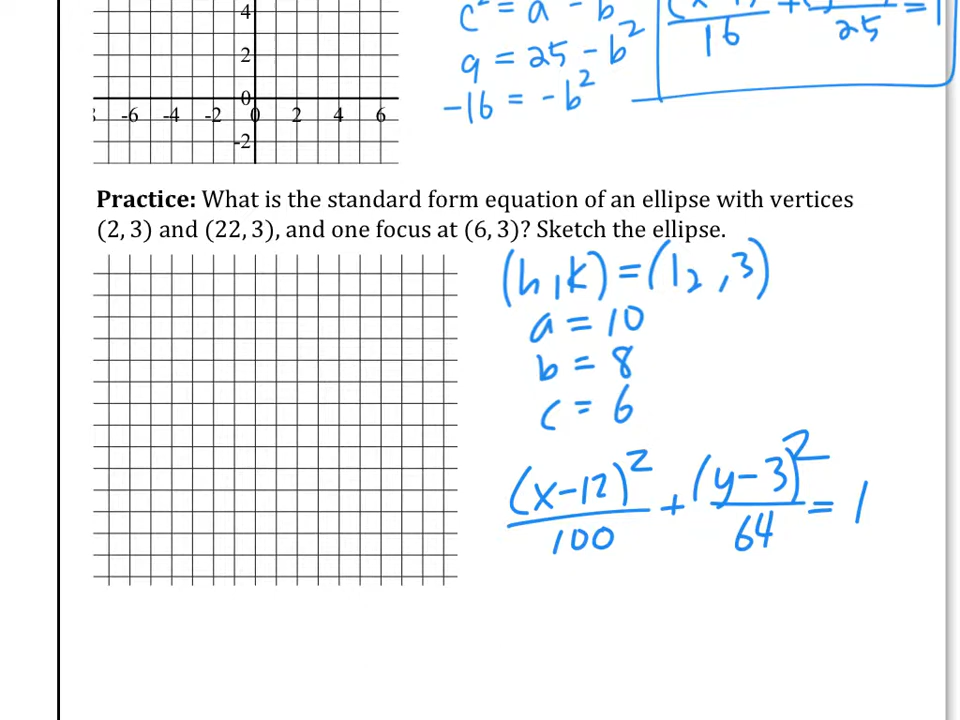 4
2
0
-6 -4 -2 0 2 4 6
-2
c² = a - b
9 = 25 - b²
-16 = -b²
16 + 25 = 1
Practice: What is the standard form equation of an ellipse with vertices
(2, 3) and (22, 3), and one focus at (6, 3)? Sketch the ellipse.
(h,k) = (12,3)
a = 10
b = 8
c = 6
(x-12)²/100 + (y-3)²/64 = 1